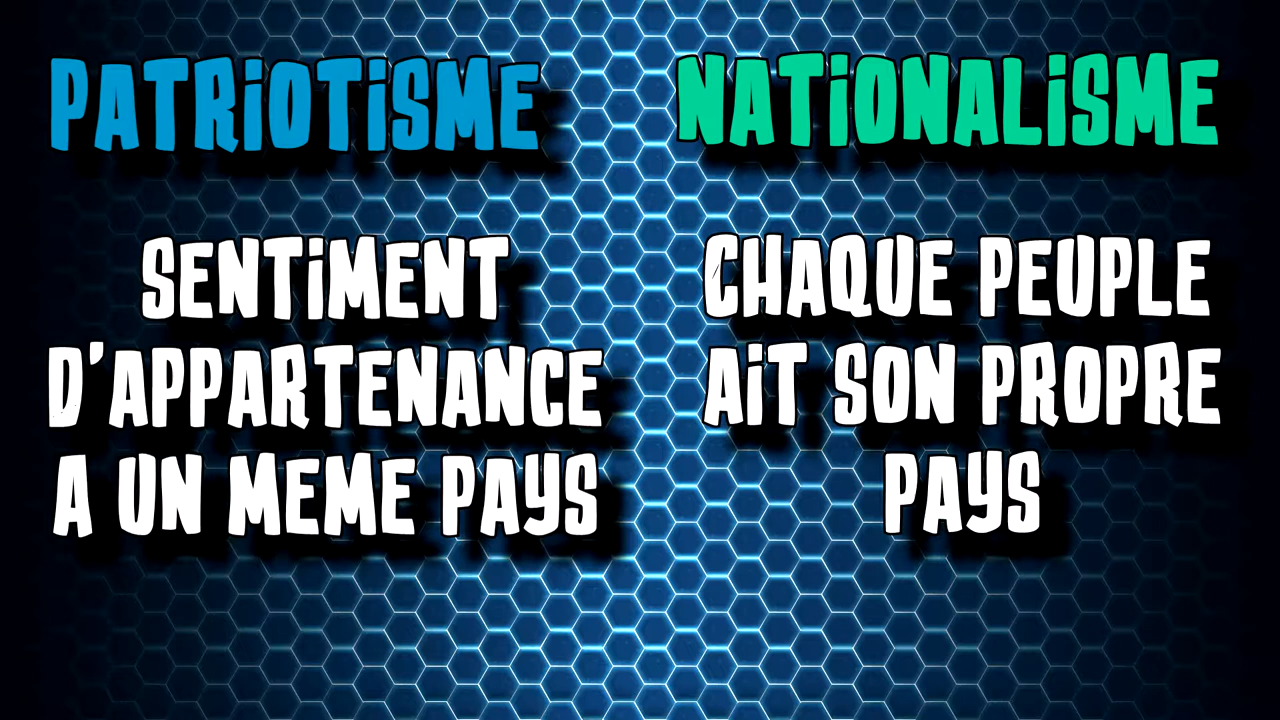 PATRIOTISME
SENTIMENT
D'APPARTENANCE
A UN MEME PAYS
NATIONALISME
CHAQUE PEUPLE
AIT SON PROPRE
PAYS